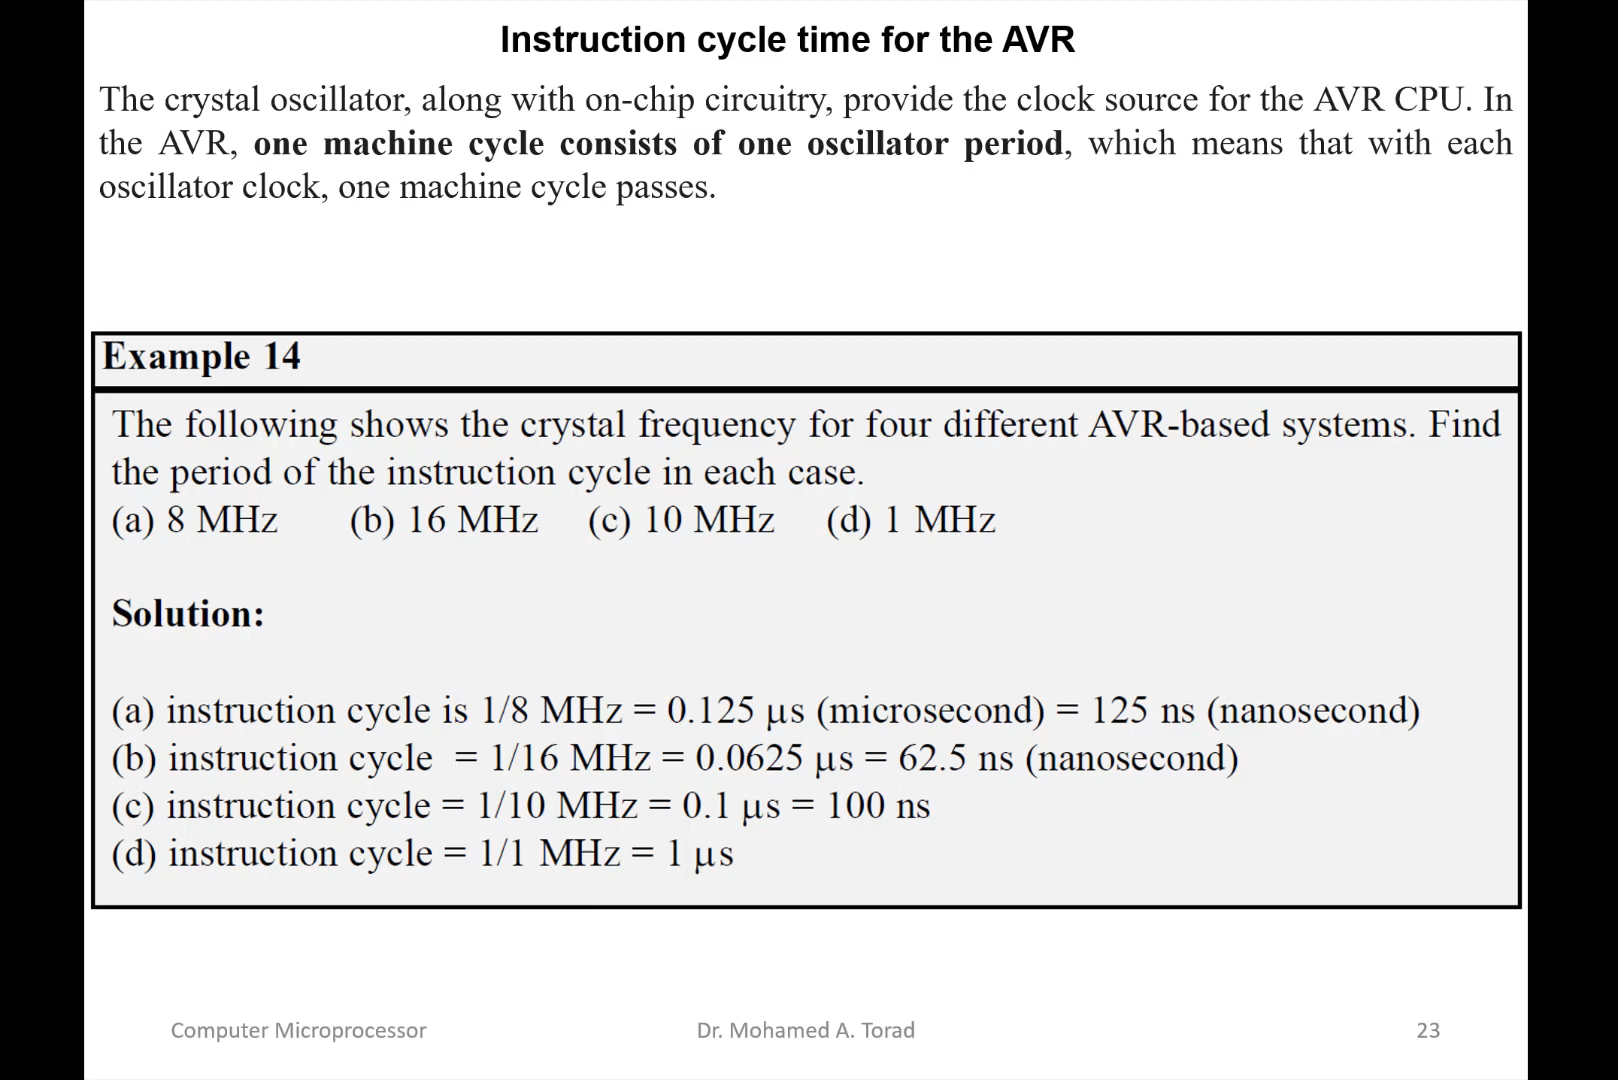 Instruction cycle time for the AVR
The crystal oscillator, along with on-chip circuitry, provide the clock source for the AVR CPU. In
the AVR, one machine cycle consists of one oscillator period, which means that with each
oscillator clock, one machine cycle passes.
Example 14
The following shows the crystal frequency for four different AVR-based systems. Find
the period of the instruction cycle in each case.
(a) 8 MHz (b) 16 MHz (c) 10 MHz (d) 1 MHz
Solution:
(a) instruction cycle is 1/8 MHz = 0.125 μs (microsecond) = 125 ns (nanosecond)
(b) instruction cycle = 1/16 MHz = 0.0625 μs = 62.5 ns (nanosecond)
(c) instruction cycle = 1/10 MHz = 0.1 μs = 100 ns
(d) instruction cycle = 1/1 MHz = 1 μs
Computer Microprocessor Dr. Mohamed A. Torad 23